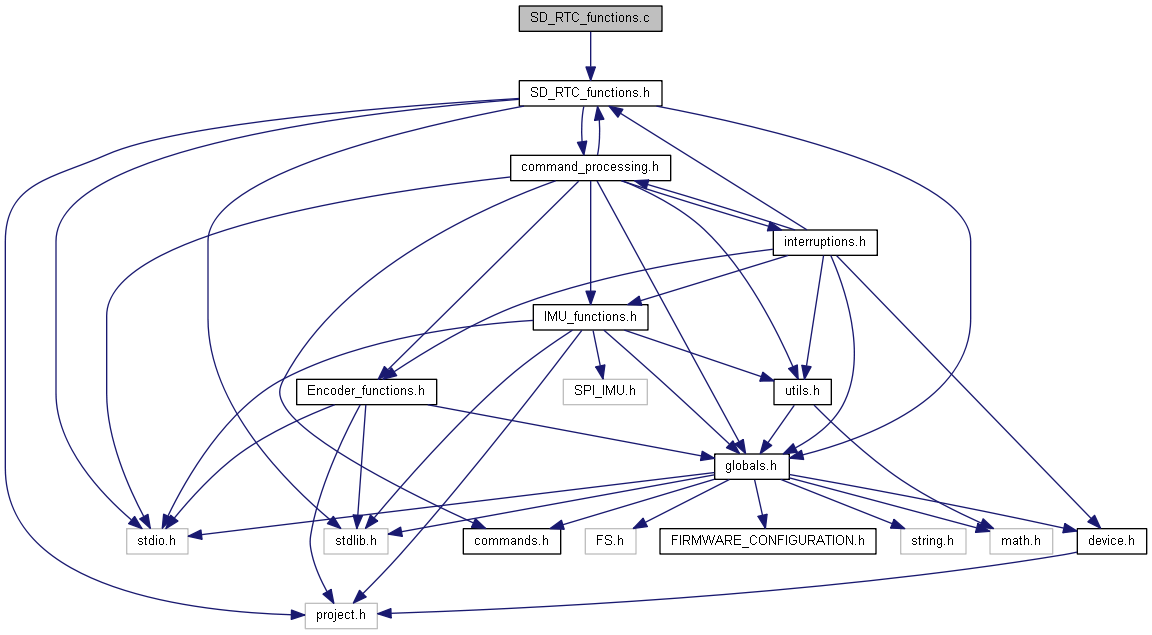 SD_RTC_functions.c
SD_RTC_functions.h
command_processing.h
interruptions.h
IMU_functions.h
Encoder_functions.h
SPI_IMU.h
utils.h
globals.h
stdio.h
stdlib.h
commands.h
FS.h
FIRMWARE_CONFIGURATION.h
string.h
math.h
device.h
project.h